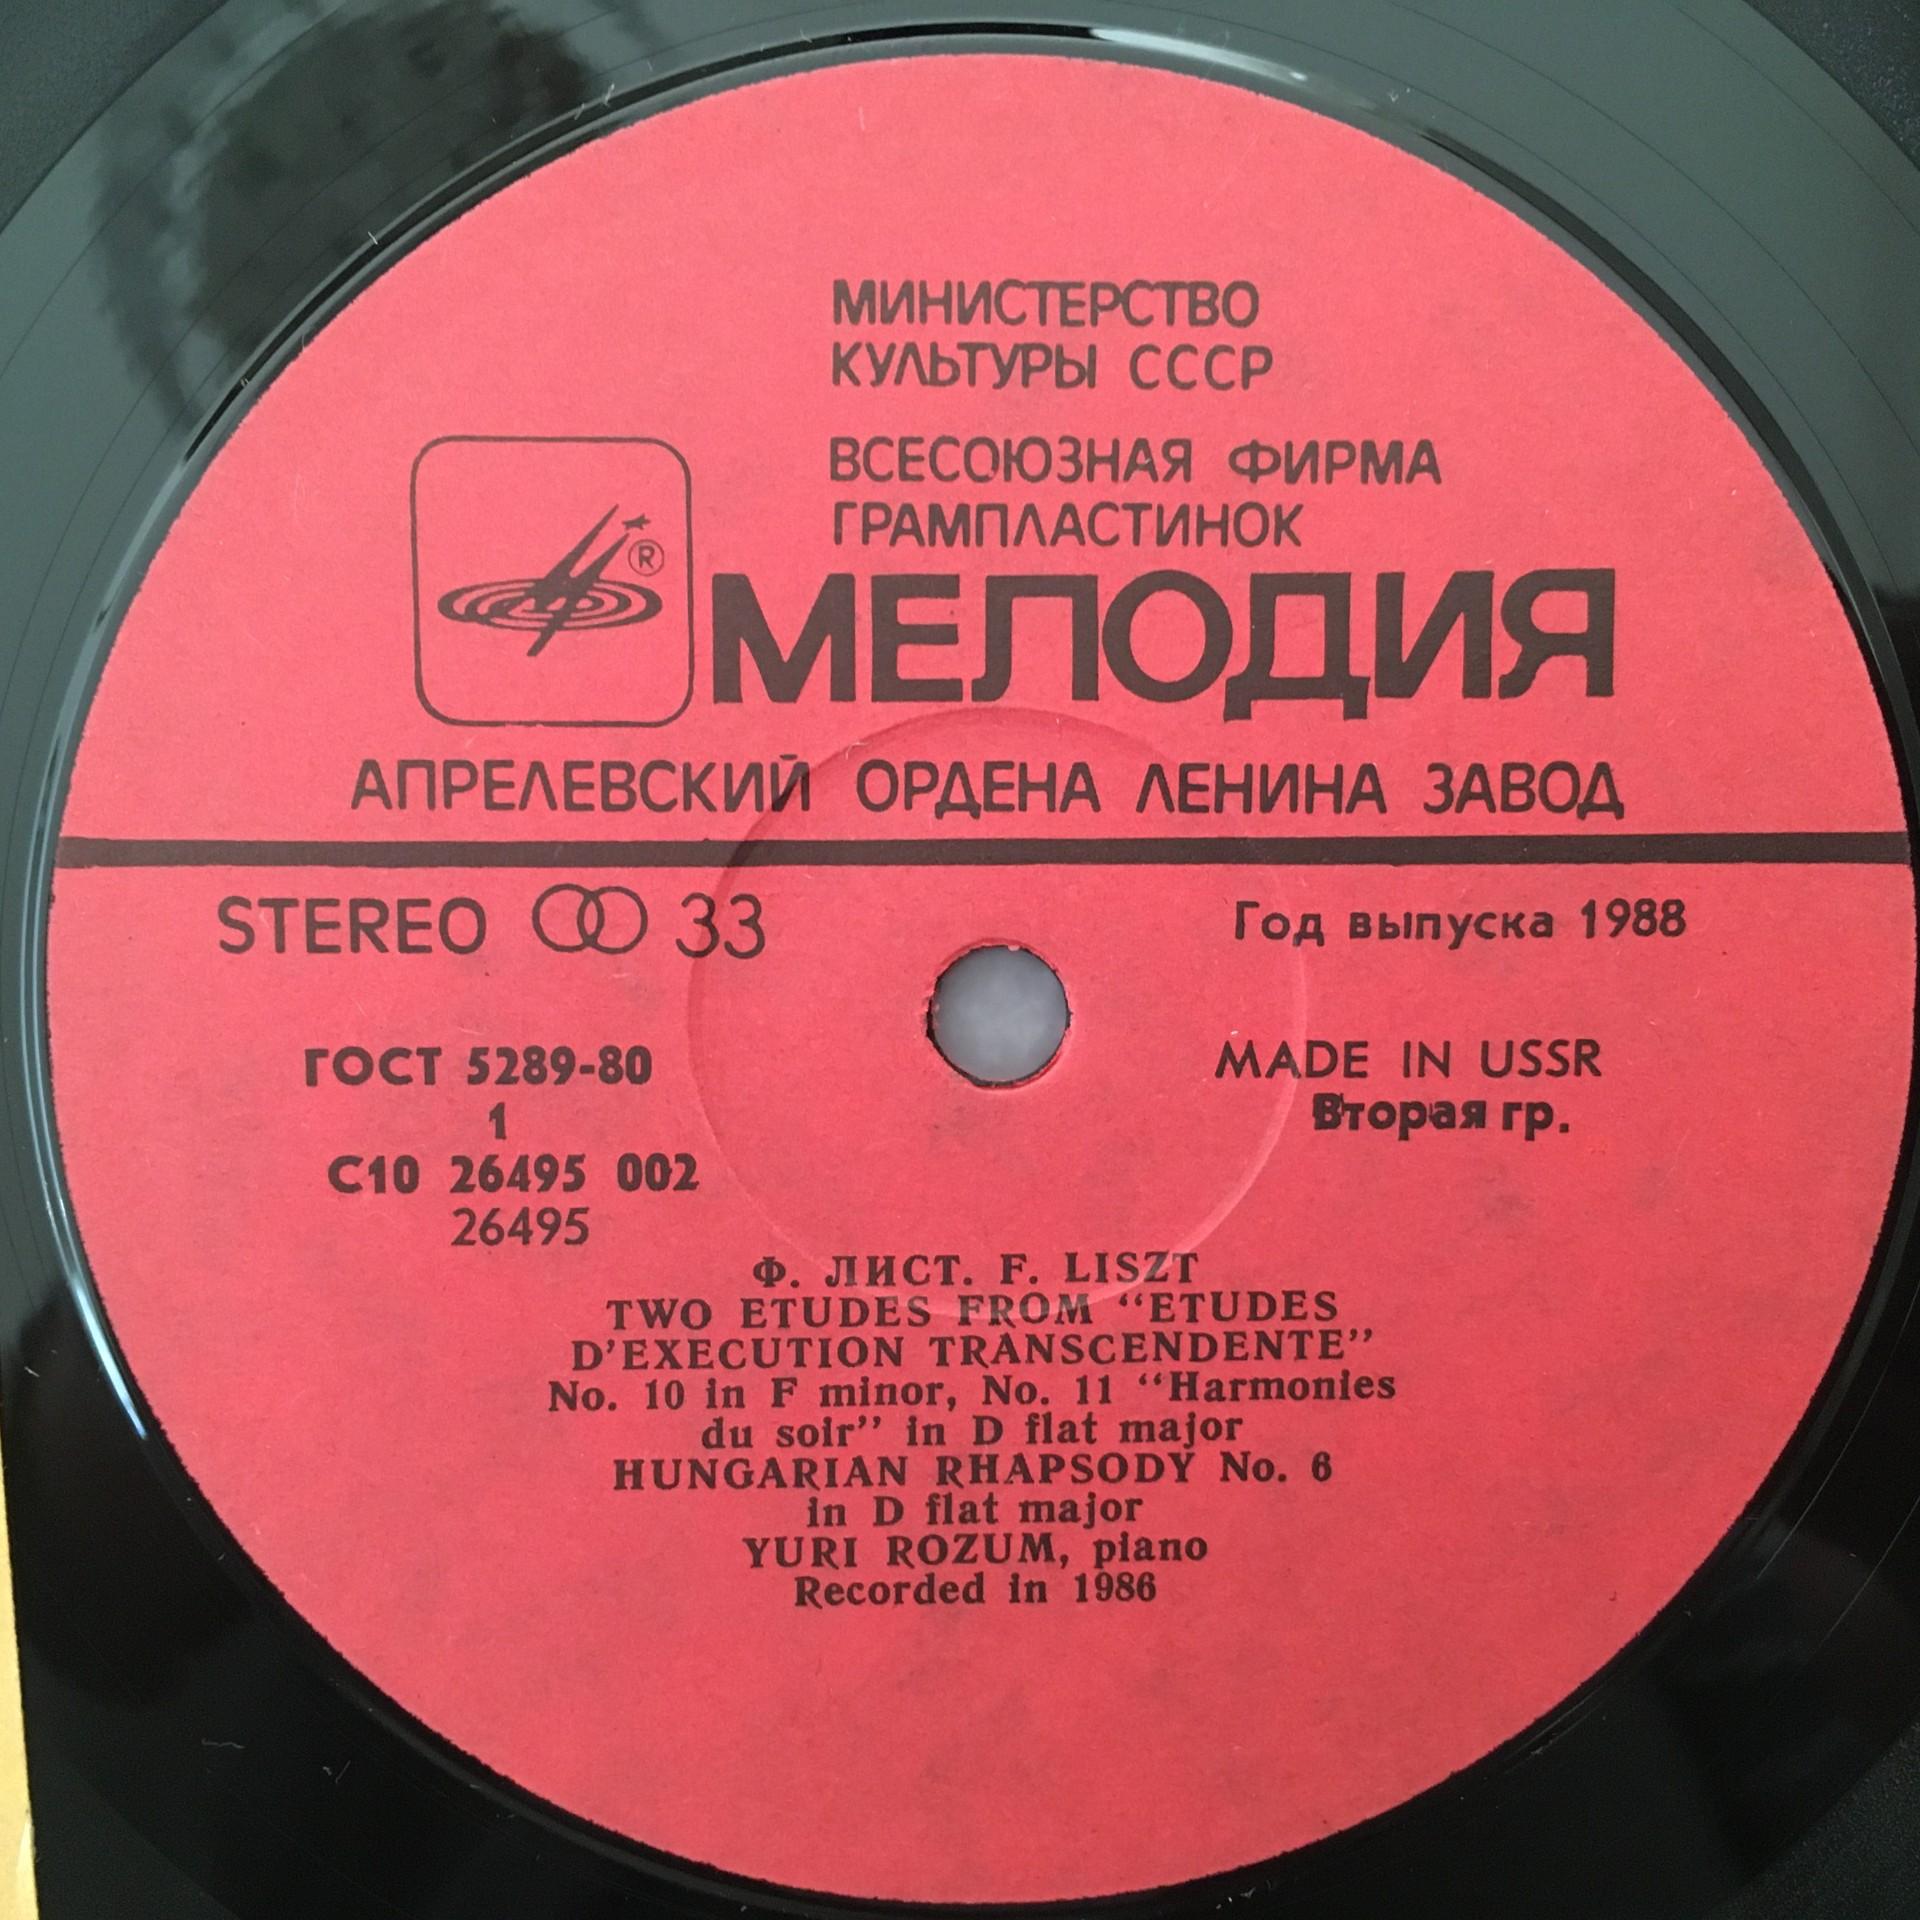 МИНИСТЕРСТВО
КУЛЬТУРЫ СССР
ВСЕСОЮЗНАЯ ФИРМА
ГРАМПЛАСТИНОК
®
МЕЛОДИЯ
АПРЕЛЕВСКИЙ ОРДЕНА ЛЕНИНА ЗАВОД
STEREO 33
Год выпуска 1988
ГОСТ 5289-80
1
С10 26495 002
26495
MADE IN USSR
Вторая гр.
Ф. ЛИСТ. F. LISZT
TWO ETUDES FROM “ETUDES
D’EXECUTION TRANSCENDENTE”
No. 10 in F minor, No. 11 “Harmonies
du soir” in D flat major
HUNGARIAN RHAPSODY No. 6
in D flat major
YURI ROZUM, piano
Recorded in 1986